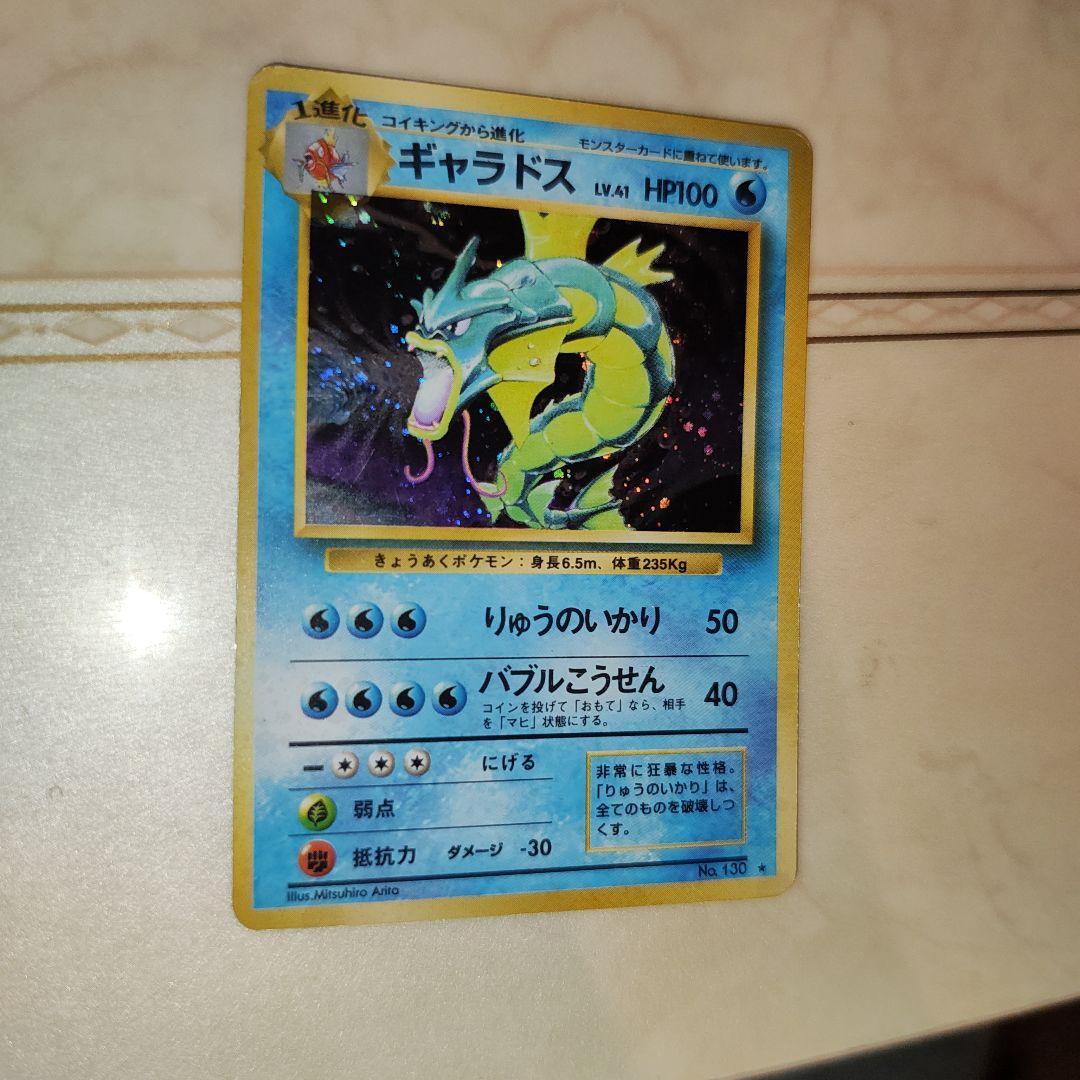 1進化
コイキングから進化
モンスターカードに重ねて使います。
ギャラドス LV.41 HP100
きょうあくポケモン：身長6.5m、体重235Kg
りゅうのいかり 50
バブルこうせん 40
コインを投げて「おもて」なら、相手
を「マヒ」状態にする。
にげる
弱点
抵抗力 ダメージ -30
非常に狂暴な性格。
「りゅうのいかり」は、
全てのものを破壊しつ
くす。
Illus.Mitsuhiro Arita
No. 130 ★